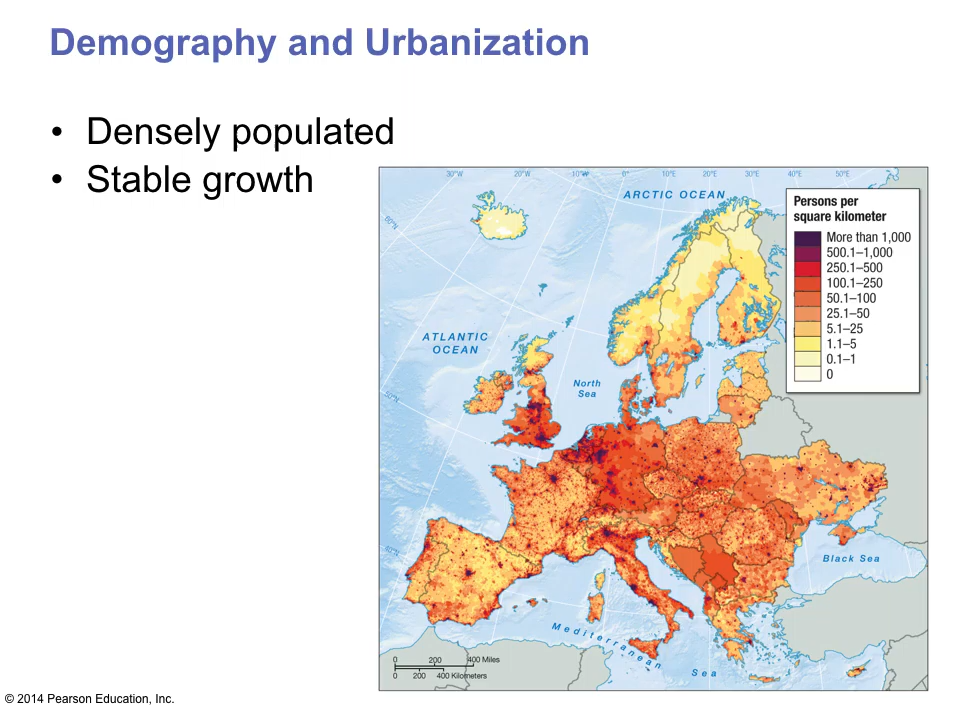 Demography and Urbanization
• Densely populated
• Stable growth
30°W 20°W 10°W 0° 10°E 20°E 30°E 40°E 50°E
ARCTIC OCEAN
Persons per
square kilometer
More than 1,000
500.1–1,000
250.1–500
100.1–250
50.1–100
25.1–50
5.1–25
1.1–5
0.1–1
0
ATLANTIC
OCEAN
North
Sea
50°N
40°N
Black Sea
Mediterranean
Sea
0 200 400 Miles
0 200 400 Kilometers
© 2014 Pearson Education, Inc.